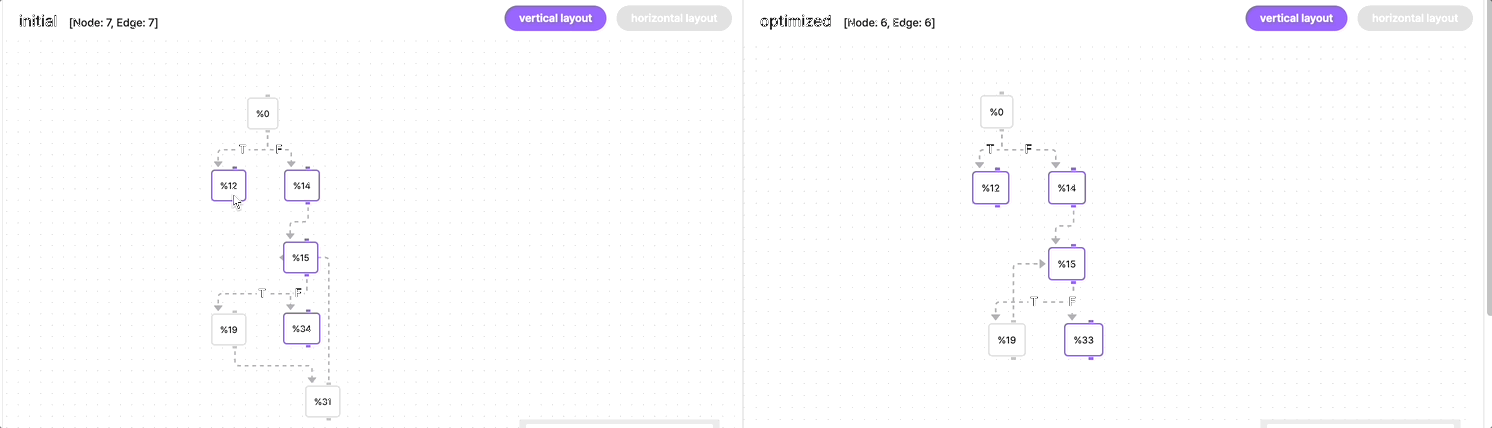 initial [Node: 7, Edge: 7] vertical layout horizontal layout
%0
T F
%12 %14
%15
T F
%19 %34
%31
optimized [Node: 6, Edge: 6] vertical layout horizontal layout
%0
T F
%12 %14
%15
T F
%19 %33